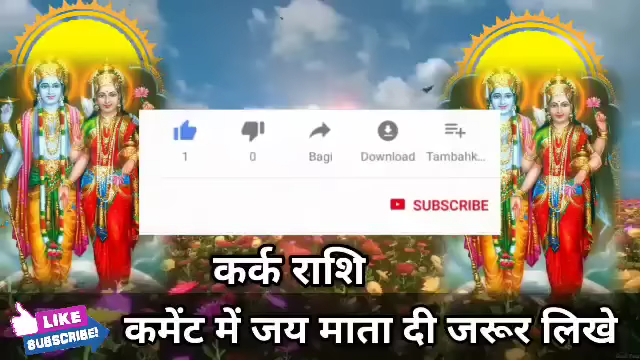 1 0 Bagi Download Tambahk...
SUBSCRIBE
कर्क राशि
LIKE
SUBSCRIBE!
कमेंट में जय माता दी जरूर लिखे